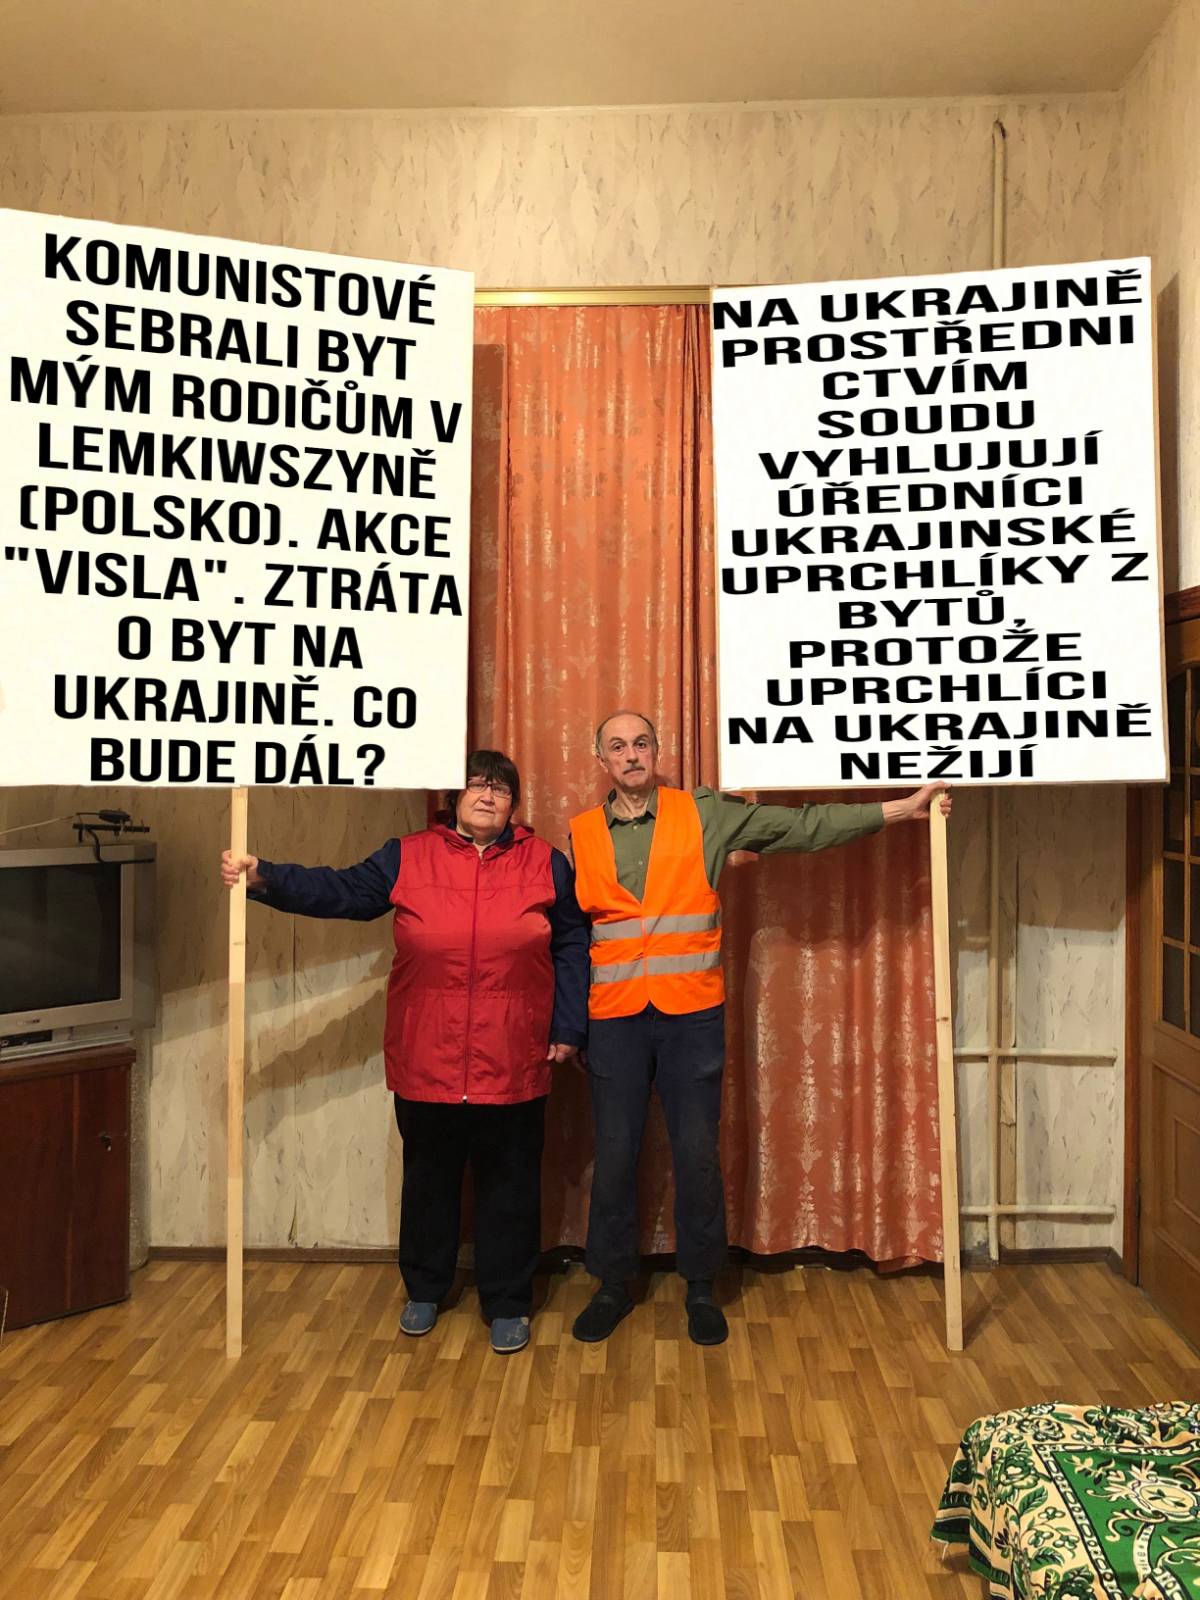 KOMUNISTOVÉ
SEBRALI BYT
MÝM RODIČŮM V
LEMKIWSZYNĚ
(POLSKO). AKCE
"VISLA". ZTRÁTA
O BYT NA
UKRAJINĚ. CO
BUDE DÁL?
NA UKRAJINĚ
PROSTŘEDNI
CTVÍM
SOUDU
VYHLUJUJÍ
ÚŘEDNÍCI
UKRAJINSKÉ
UPRCHLÍKY Z
BYTŮ,
PROTOŽE
UPRCHLÍCI
NA UKRAJINĚ
NEŽIJÍ